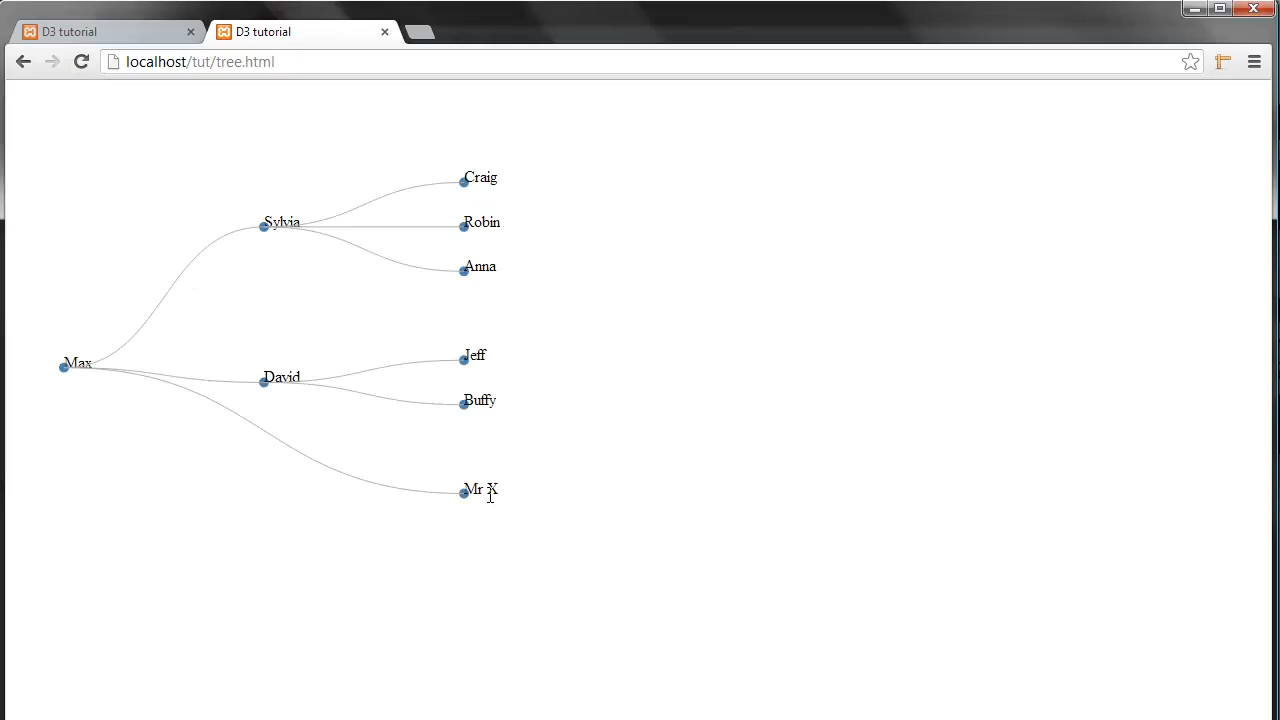 D3 tutorial
D3 tutorial
localhost/tut/tree.html
Craig
Sylvia
Robin
Anna
Jeff
Max
David
Buffy
Mr X